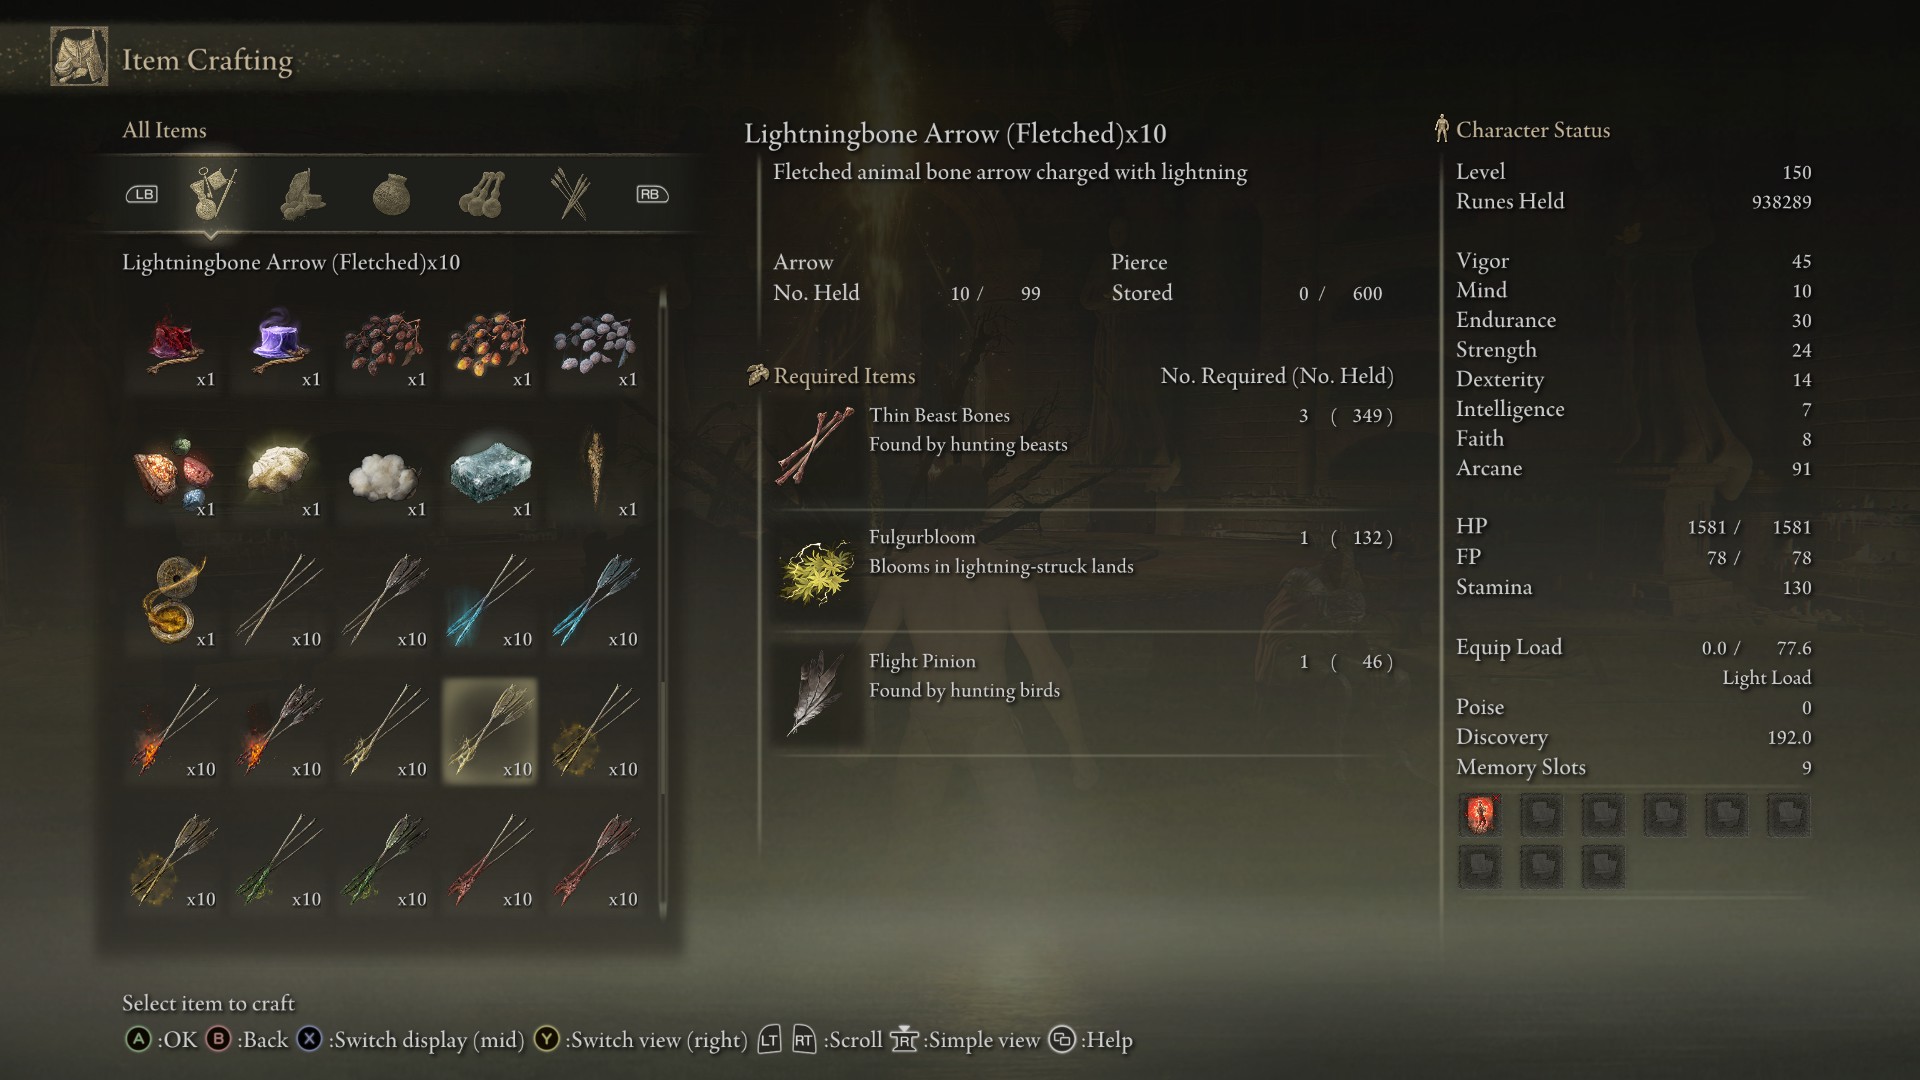 Item Crafting
All Items
LB
RB
Lightningbone Arrow (Fletched)x10
x1 x1 x1 x1 x1
x1 x1 x1 x1 x1
x1 x10 x10 x10 x10
x10 x10 x10 x10 x10
x10 x10 x10 x10 x10
Lightningbone Arrow (Fletched)x10
Fletched animal bone arrow charged with lightning
Arrow Pierce
No. Held 10 / 99 Stored 0 / 600
Required Items No. Required (No. Held)
Thin Beast Bones 3 ( 349 )
Found by hunting beasts
Fulgurbloom 1 ( 132 )
Blooms in lightning-struck lands
Flight Pinion 1 ( 46 )
Found by hunting birds
Character Status
Level 150
Runes Held 938289
Vigor 45
Mind 10
Endurance 30
Strength 24
Dexterity 14
Intelligence 7
Faith 8
Arcane 91
HP 1581 / 1581
FP 78 / 78
Stamina 130
Equip Load 0.0 / 77.6
Light Load
Poise 0
Discovery 192.0
Memory Slots 9
Select item to craft
A :OK B :Back X :Switch display (mid) Y :Switch view (right) LT RT :Scroll R :Simple view :Help